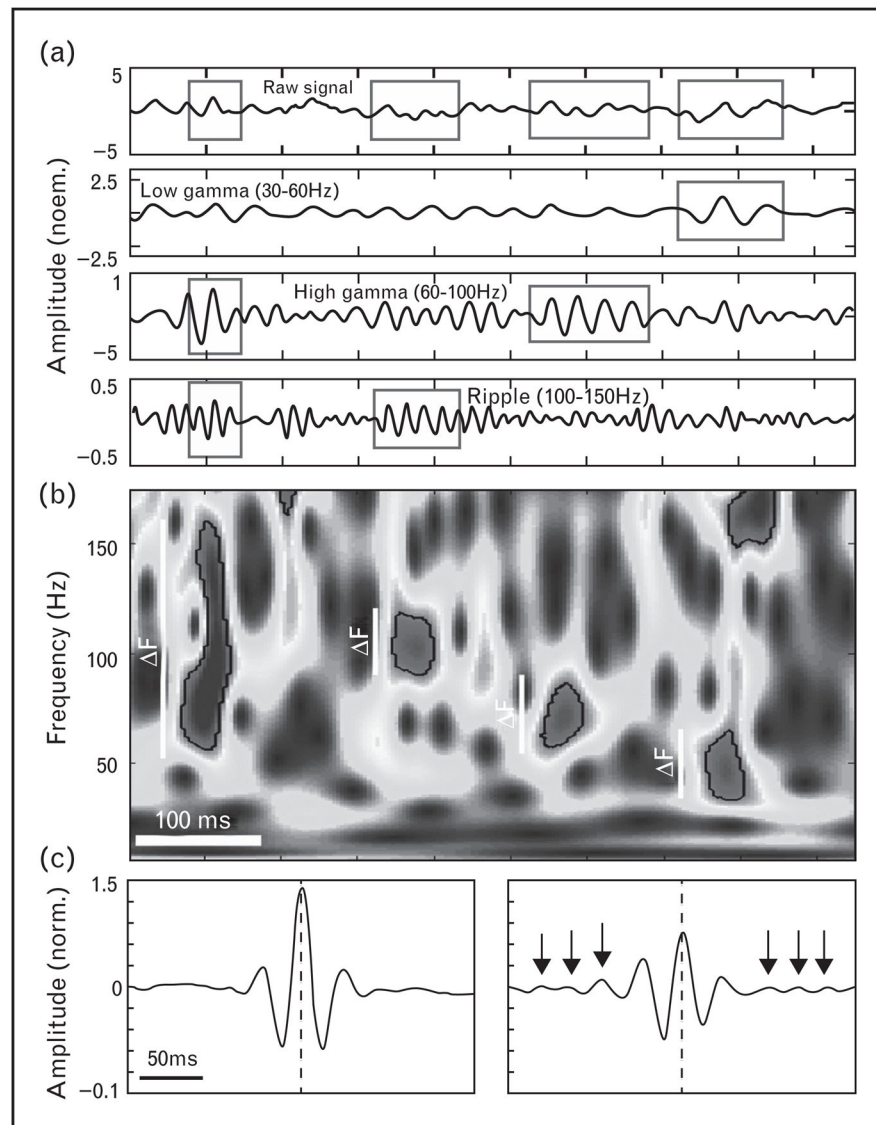 (a)
5
Raw signal
−5
Amplitude (noem.)
2.5
Low gamma (30-60Hz)
−2.5
1
High gamma (60-100Hz)
−5
0.5
Ripple (100-150Hz)
−0.5
(b)
Frequency (Hz)
150
100
50
ΔF
ΔF
ΔF
ΔF
100 ms
(c)
Amplitude (norm.)
1.5
0
−0.1
50ms